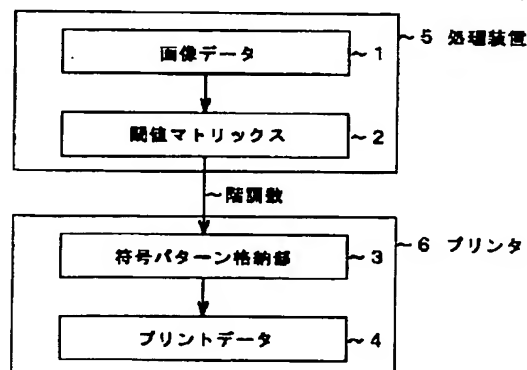 画像データ ~1
~5 処理装置
閾値マトリックス ~2
~階調数
符号パターン格納部 ~3
~6 プリンタ
プリントデータ ~4